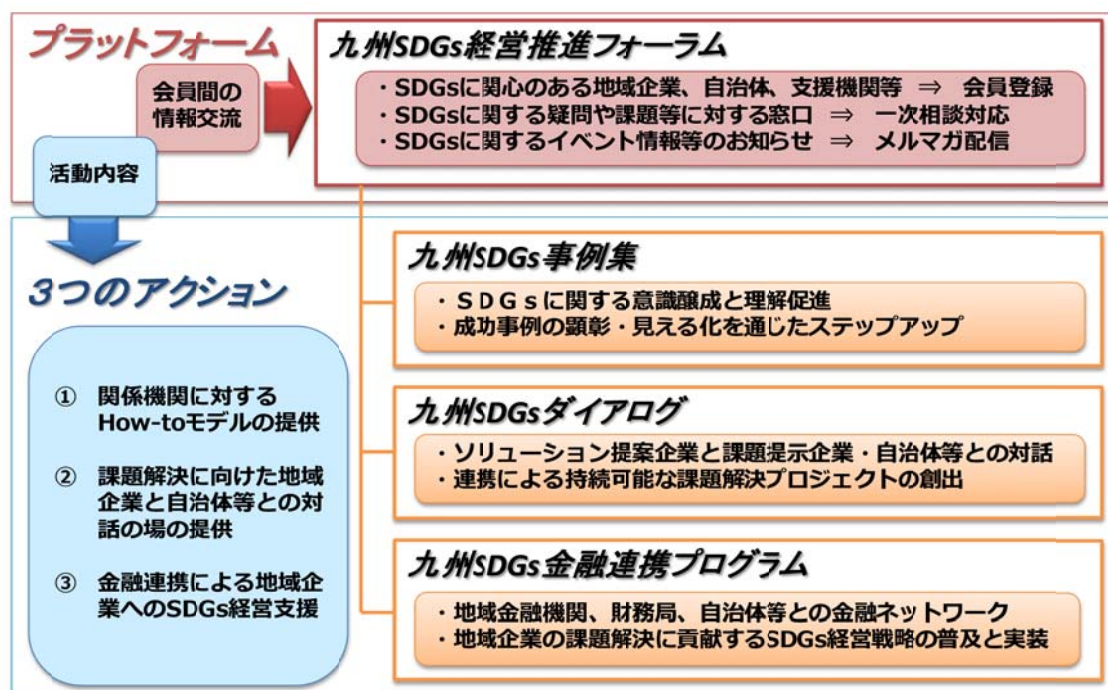 プラットフォーム
会員間の
情報交流
九州SDGs経営推進フォーラム
・SDGsに関心のある地域企業、自治体、支援機関等 ⇒ 会員登録
・SDGsに関する疑問や課題等に対する窓口 ⇒ 一次相談対応
・SDGsに関するイベント情報等のお知らせ ⇒ メルマガ配信
活動内容
3つのアクション
① 関係機関に対する
How-toモデルの提供
② 課題解決に向けた地域
企業と自治体等との対
話の場の提供
③ 金融連携による地域企
業へのSDGs経営支援
九州SDGs事例集
・ＳＤＧｓに関する意識醸成と理解促進
・成功事例の顕彰・見える化を通じたステップアップ
九州SDGsダイアログ
・ソリューション提案企業と課題提示企業・自治体等との対話
・連携による持続可能な課題解決プロジェクトの創出
九州SDGs金融連携プログラム
・地域金融機関、財務局、自治体等との金融ネットワーク
・地域企業の課題解決に貢献するSDGs経営戦略の普及と実装